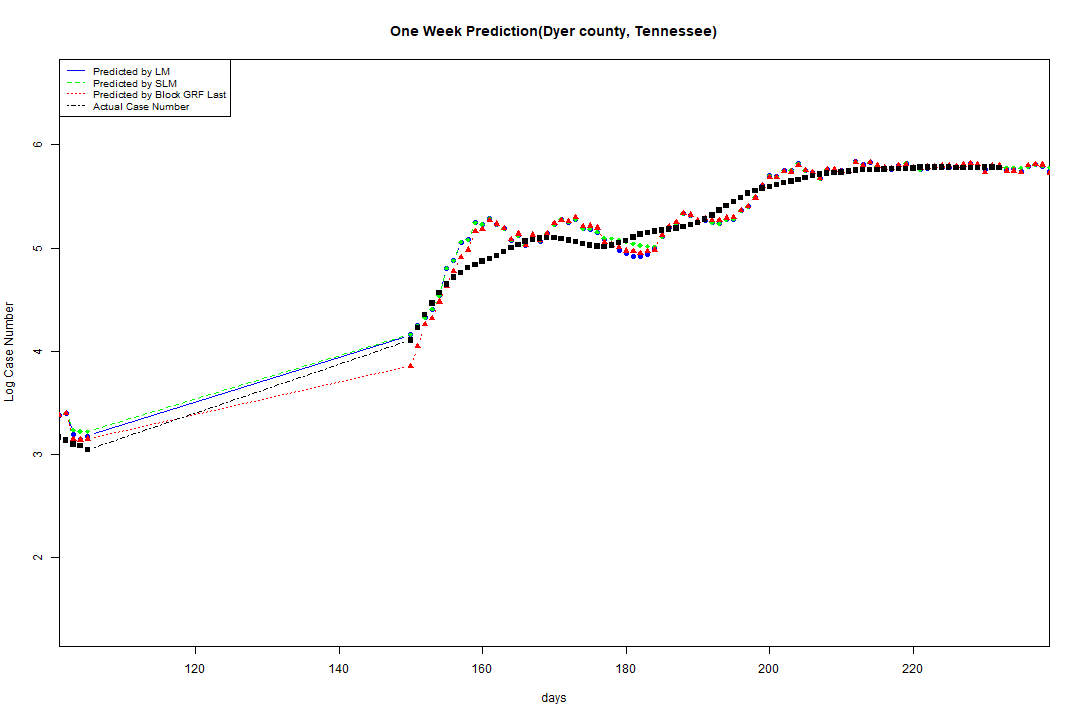 One Week Prediction(Dyer county, Tennessee)
Predicted by LM
Predicted by SLM
Predicted by Block GRF Last
Actual Case Number
6
5
4
3
2
Log Case Number
120 140 160 180 200 220
days